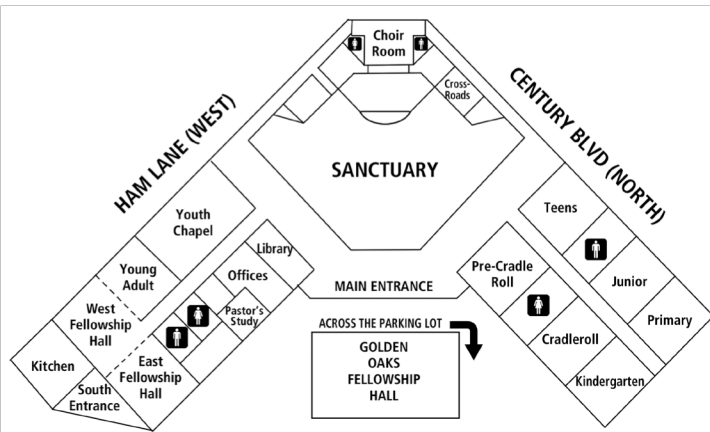 Choir
Room
Cross-
Roads
HAM LANE (WEST)
CENTURY BLVD (NORTH)
SANCTUARY
Youth
Chapel
Teens
Library
Young
Adult
Offices
Pre-Cradle
Roll
Junior
MAIN ENTRANCE
West
Fellowship
Hall
Pastor's
Study
Primary
ACROSS THE PARKING LOT
Cradleroll
GOLDEN
OAKS
FELLOWSHIP
HALL
Kitchen
East
Fellowship
Hall
Kindergarten
South
Entrance